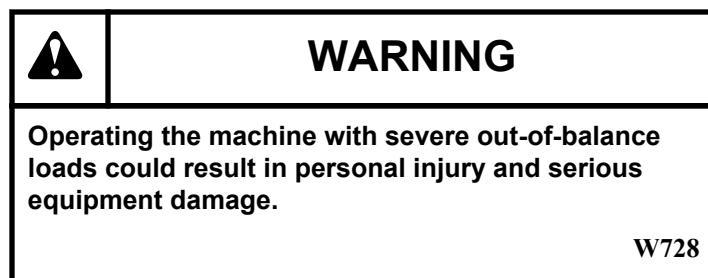 WARNING
Operating the machine with severe out-of-balance
loads could result in personal injury and serious
equipment damage.
W728